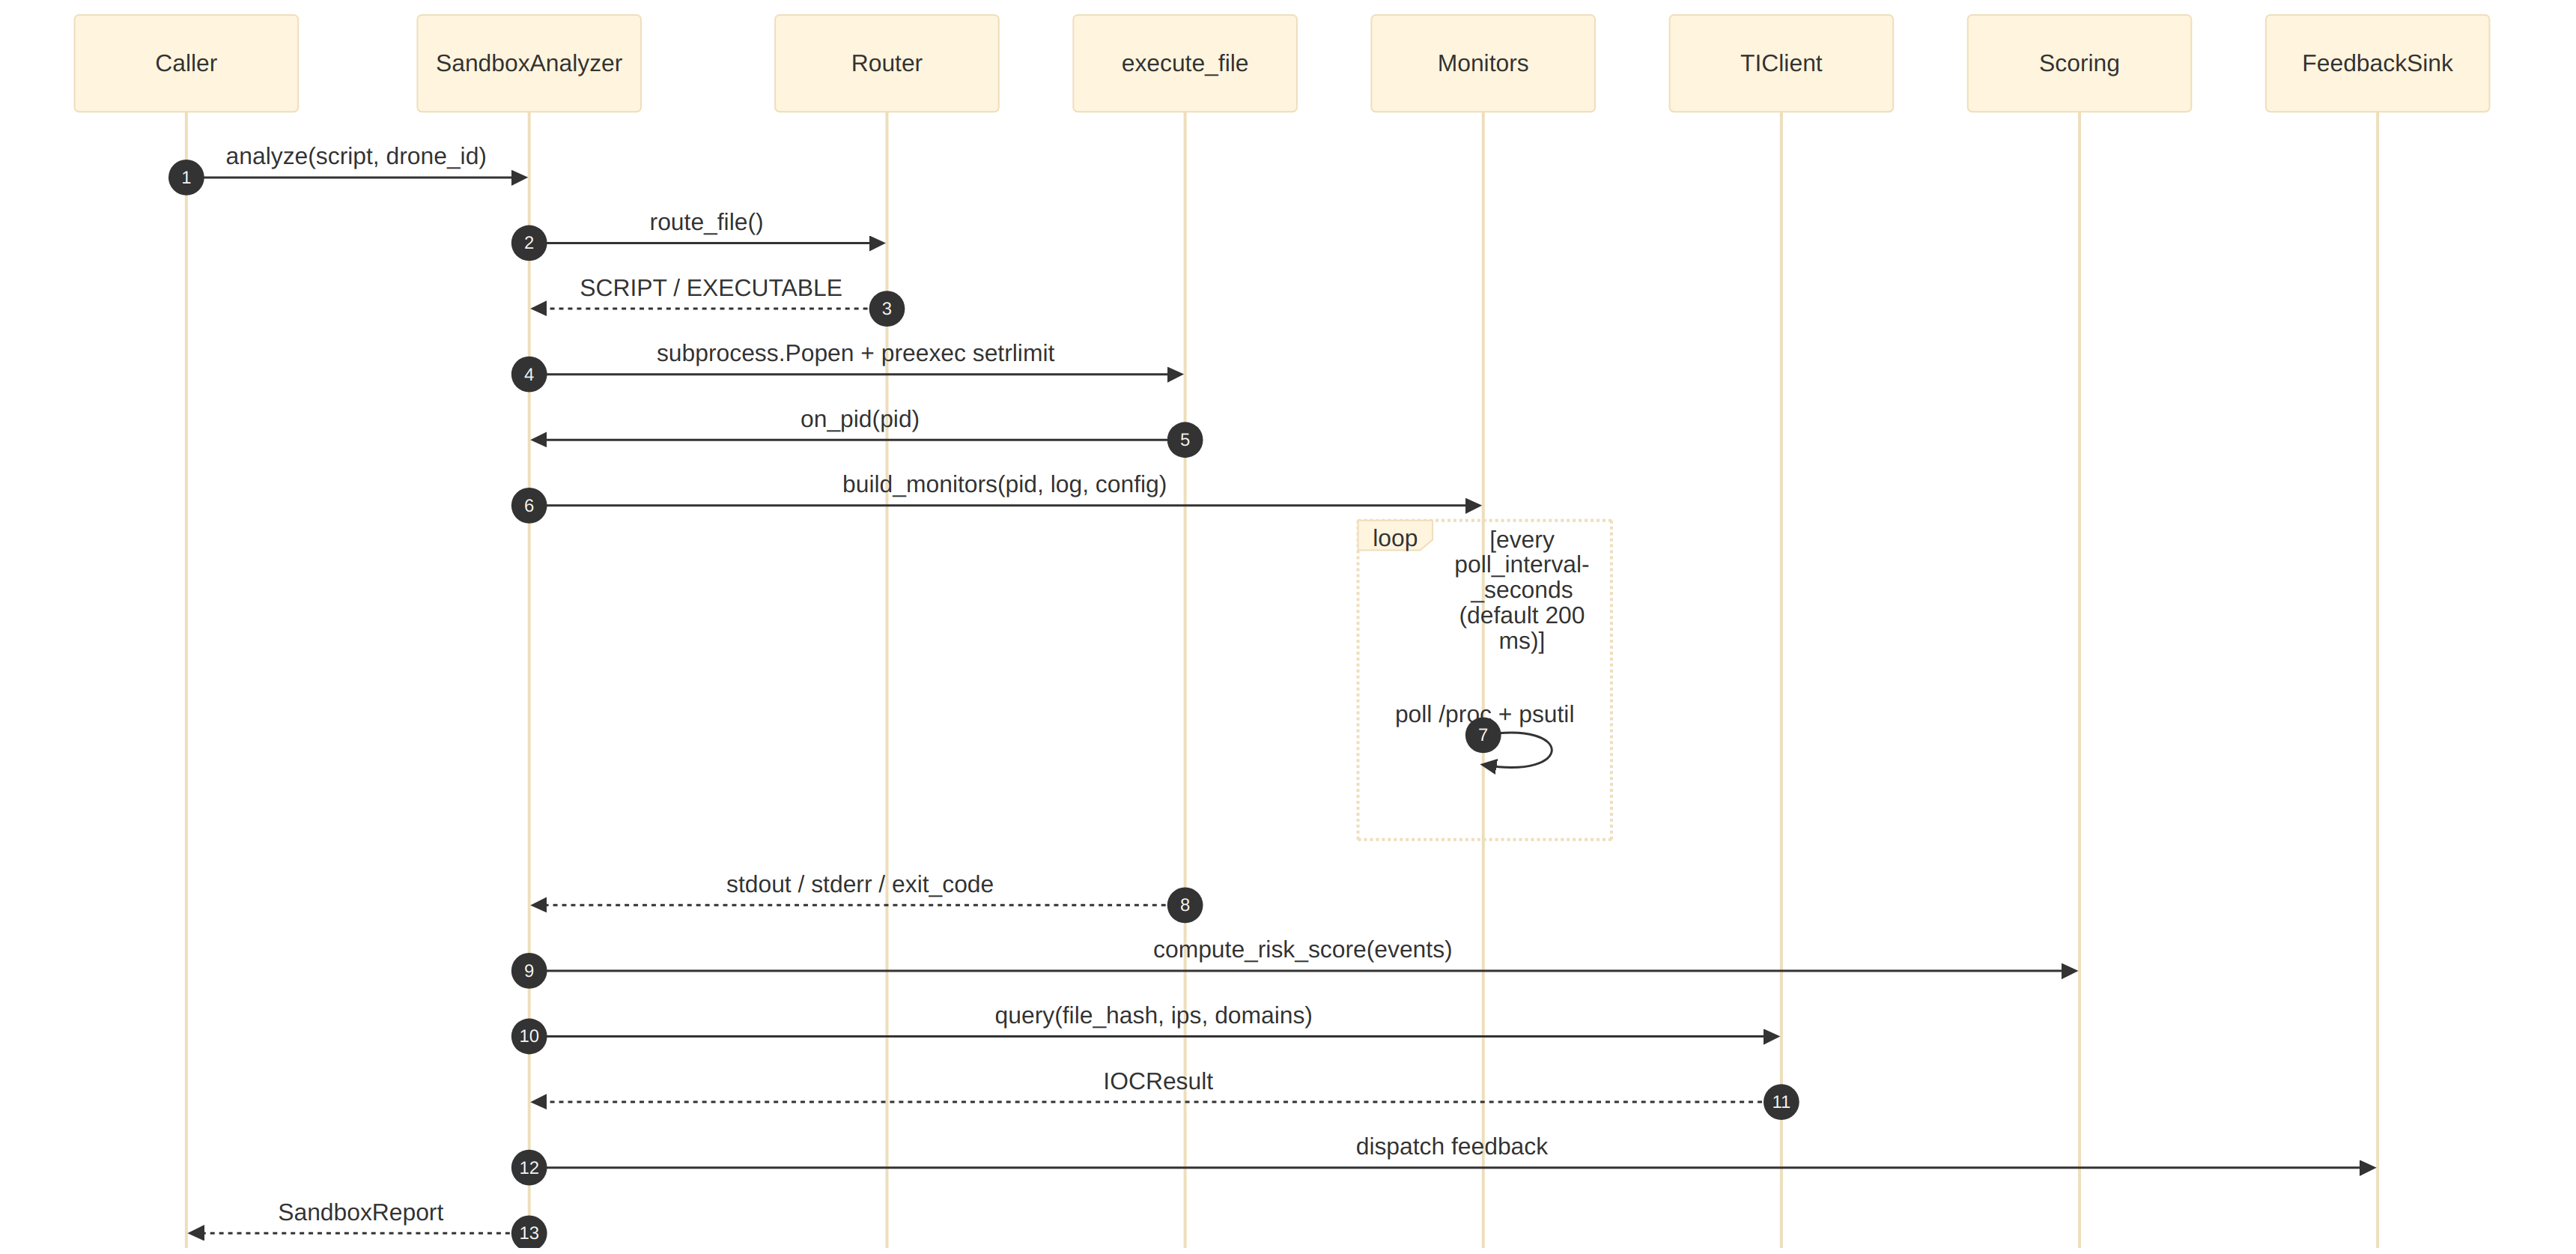 Caller
SandboxAnalyzer
Router
execute_file
Monitors
TIClient
Scoring
FeedbackSink
analyze(script, drone_id)
1
route_file()
2
SCRIPT / EXECUTABLE
3
subprocess.Popen + preexec setrlimit
4
on_pid(pid)
5
build_monitors(pid, log, config)
6
loop
[every
poll_interval-
_seconds
(default 200
ms)]
poll /proc + psutil
7
stdout / stderr / exit_code
8
compute_risk_score(events)
9
query(file_hash, ips, domains)
10
IOCResult
11
dispatch feedback
12
SandboxReport
13